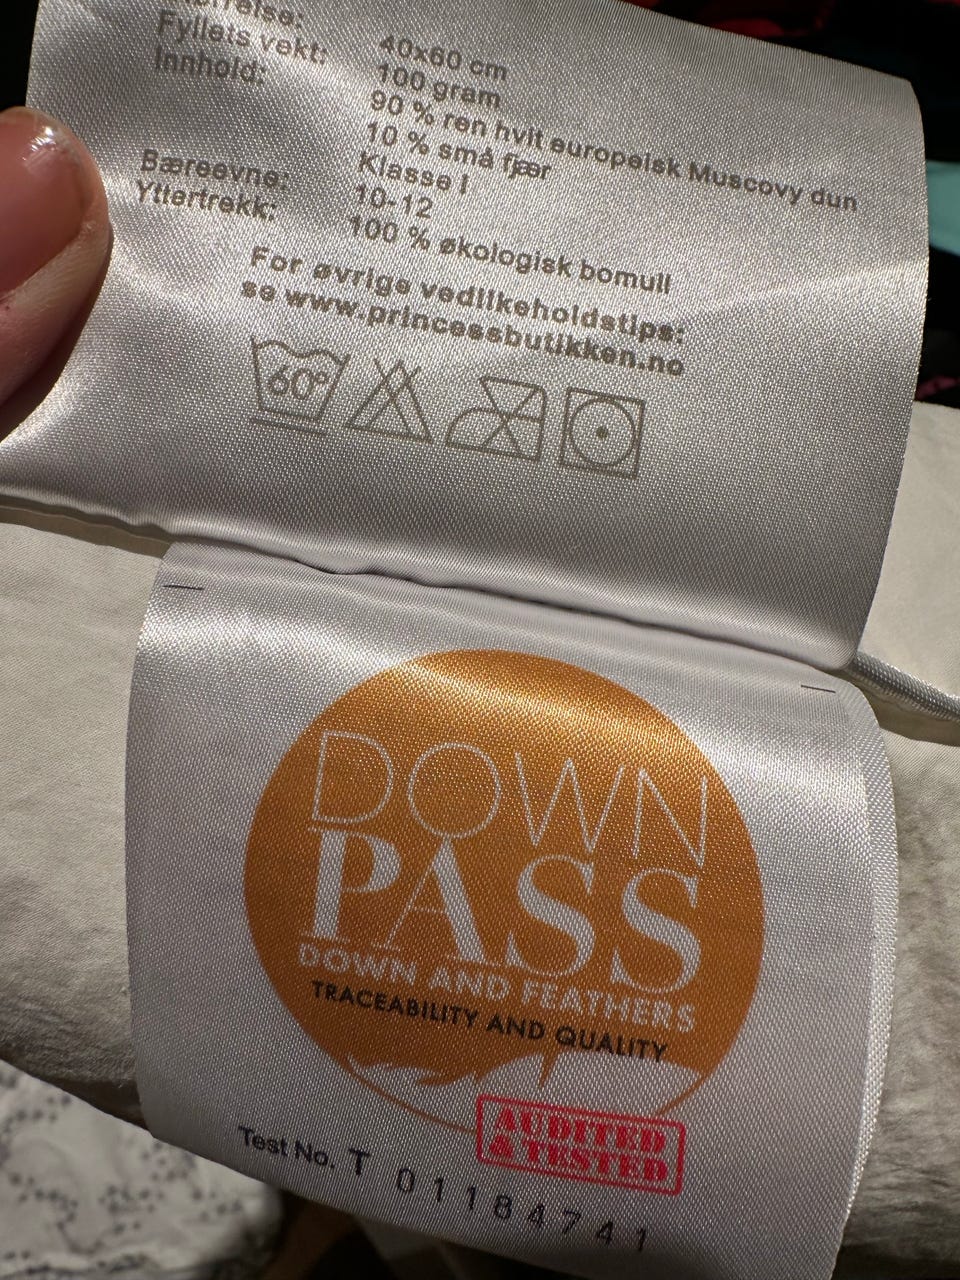 Størrelse: 40x60 cm
Fyllets vekt: 100 gram
Innhold: 90 % ren hvit europeisk Muscovy dun
10 % små fjær
Klasse I
Bæreevne: 10-12
Yttertrekk: 100 % økologisk bomull
For øvrige vedlikeholdstips:
se www.princessbutikken.no
60°
DOWN
PASS
DOWN AND FEATHERS
TRACEABILITY AND QUALITY
AUDITED
& TESTED
Test No. T 01184741